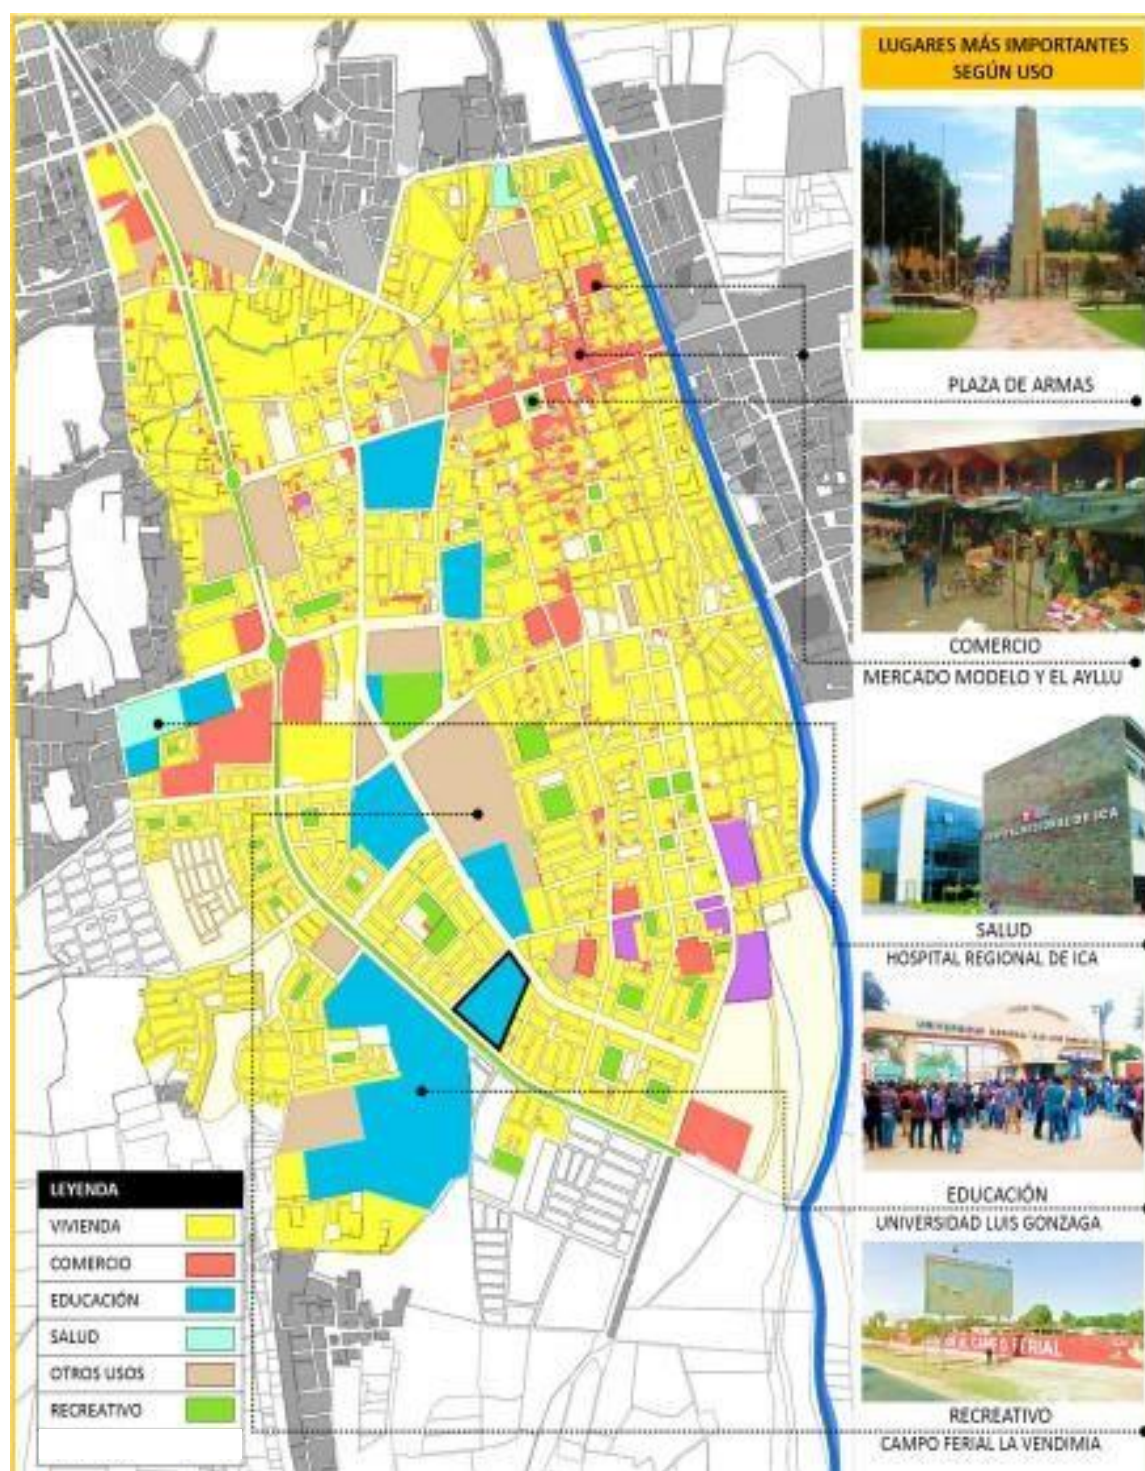 LUGARES MÁS IMPORTANTES
SEGÚN USO
PLAZA DE ARMAS
COMERCIO
MERCADO MODELO Y EL AYLLU
SALUD
HOSPITAL REGIONAL DE ICA
EDUCACIÓN
UNIVERSIDAD LUIS GONZAGA
RECREATIVO
CAMPO FERIAL LA VENDIMIA
LEYENDA
VIVIENDA
COMERCIO
EDUCACIÓN
SALUD
OTROS USOS
RECREATIVO